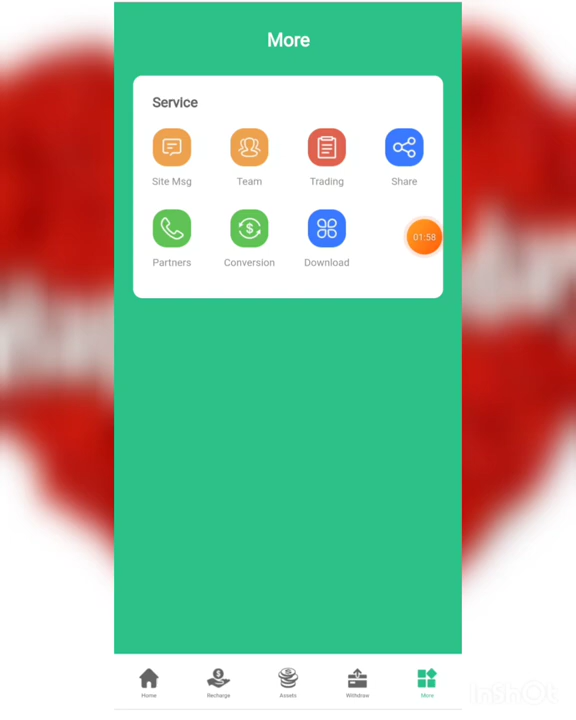 More
Service
Site Msg
Team
Trading
Share
Partners
Conversion
Download
01:58
Home
Recharge
Assets
Withdraw
More
InShOt